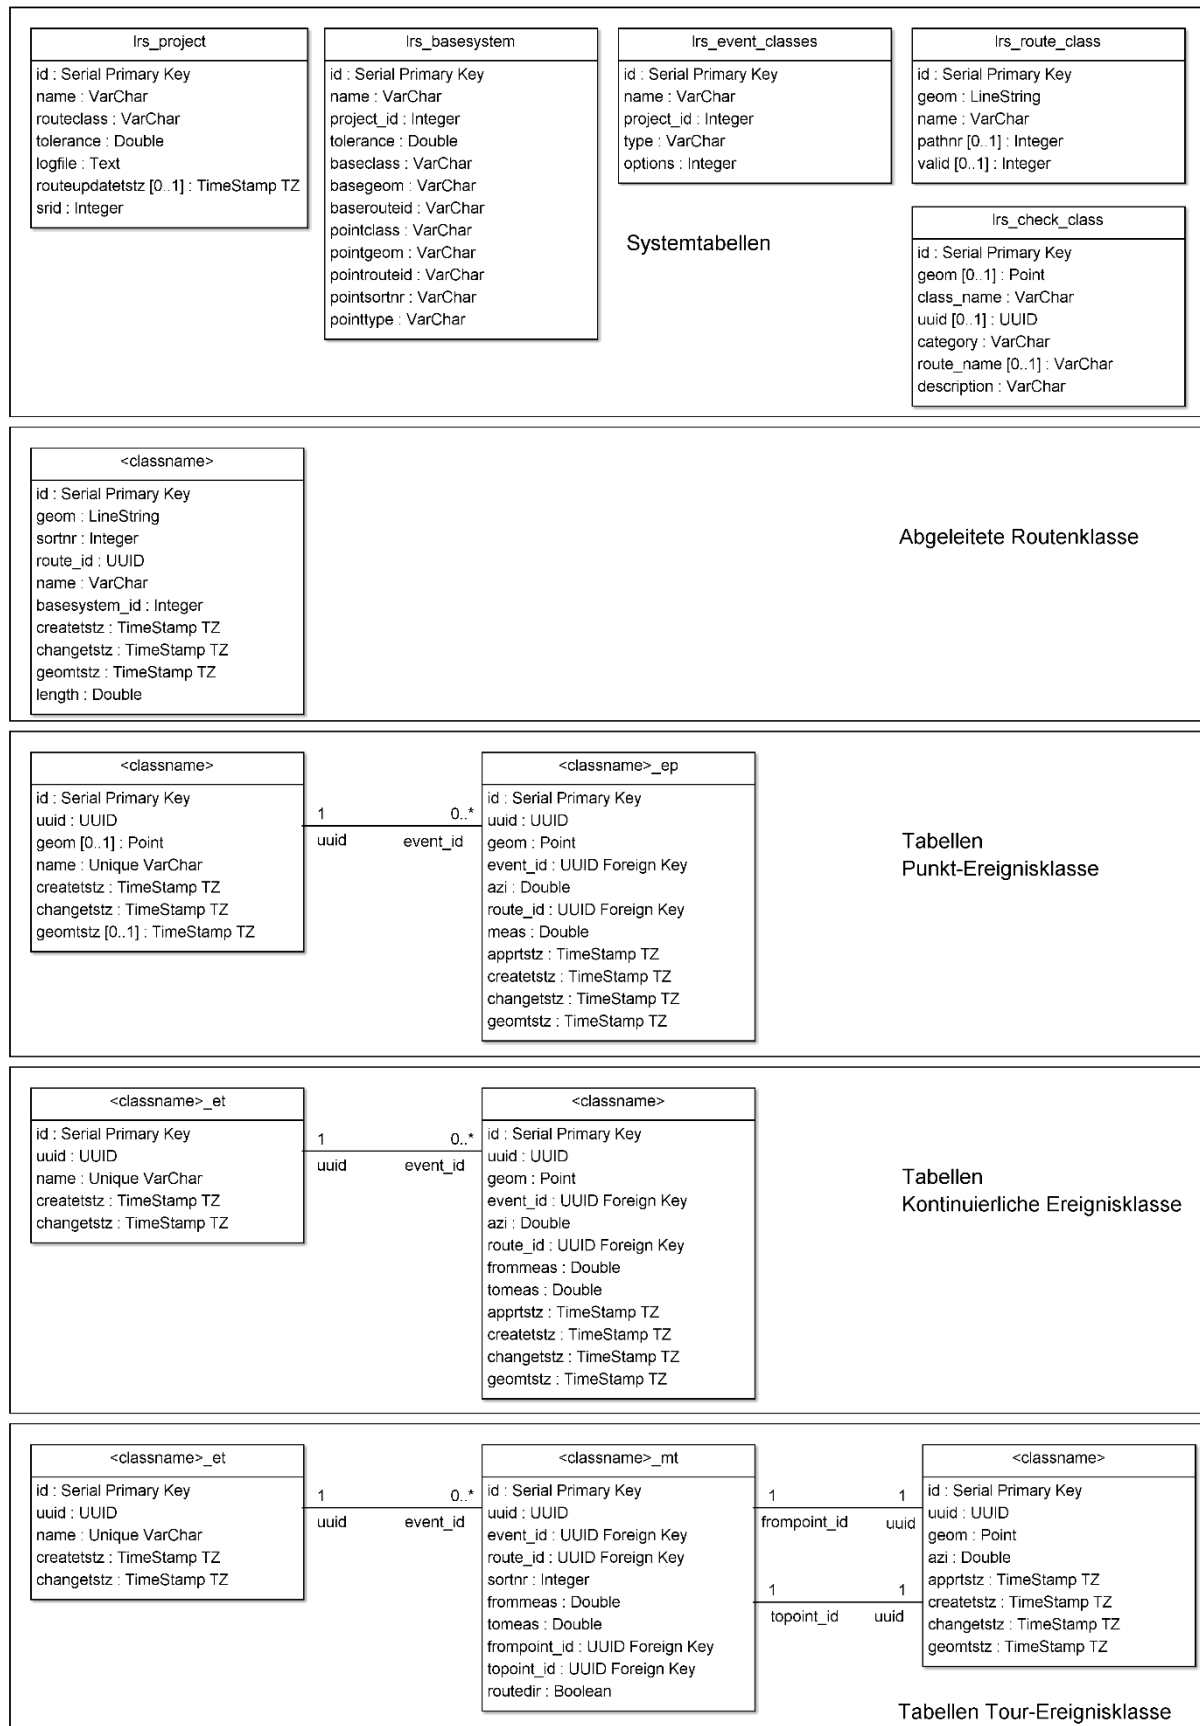 lrs_project
id : Serial Primary Key
name : VarChar
routeclass : VarChar
tolerance : Double
logfile : Text
routeupdatetstz [0..1] : TimeStamp TZ
srid : Integer
lrs_basesystem
id : Serial Primary Key
name : VarChar
project_id : Integer
tolerance : Double
baseclass : VarChar
basegeom : VarChar
baserouteid : VarChar
pointclass : VarChar
pointgeom : VarChar
pointrouteid : VarChar
pointsortnr : VarChar
pointtype : VarChar
lrs_event_classes
id : Serial Primary Key
name : VarChar
project_id : Integer
type : VarChar
options : Integer
lrs_route_class
id : Serial Primary Key
geom : LineString
name : VarChar
pathnr [0..1] : Integer
valid [0..1] : Integer
Systemtabellen
lrs_check_class
id : Serial Primary Key
geom [0..1] : Point
class_name : VarChar
uuid [0..1] : UUID
category : VarChar
route_name [0..1] : VarChar
description : VarChar
<classname>
id : Serial Primary Key
geom : LineString
sortnr : Integer
route_id : UUID
name : VarChar
basesystem_id : Integer
createtstz : TimeStamp TZ
changetstz : TimeStamp TZ
geomtstz : TimeStamp TZ
length : Double
Abgeleitete Routenklasse
<classname>
id : Serial Primary Key
uuid : UUID
geom [0..1] : Point
name : Unique VarChar
createtstz : TimeStamp TZ
changetstz : TimeStamp TZ
geomtstz [0..1] : TimeStamp TZ
1 0..*
uuid event_id
<classname>_ep
id : Serial Primary Key
uuid : UUID
geom : Point
event_id : UUID Foreign Key
azi : Double
route_id : UUID Foreign Key
meas : Double
apprtstz : TimeStamp TZ
createtstz : TimeStamp TZ
changetstz : TimeStamp TZ
geomtstz : TimeStamp TZ
Tabellen
Punkt-Ereignisklasse
<classname>_et
id : Serial Primary Key
uuid : UUID
name : Unique VarChar
createtstz : TimeStamp TZ
changetstz : TimeStamp TZ
1 0..*
uuid event_id
<classname>
id : Serial Primary Key
uuid : UUID
geom : Point
event_id : UUID Foreign Key
azi : Double
route_id : UUID Foreign Key
frommeas : Double
tomeas : Double
apprtstz : TimeStamp TZ
createtstz : TimeStamp TZ
changetstz : TimeStamp TZ
geomtstz : TimeStamp TZ
Tabellen
Kontinuierliche Ereignisklasse
<classname>_et
id : Serial Primary Key
uuid : UUID
name : Unique VarChar
createtstz : TimeStamp TZ
changetstz : TimeStamp TZ
1 0..*
uuid event_id
<classname>_mt
id : Serial Primary Key
uuid : UUID
event_id : UUID Foreign Key
route_id : UUID Foreign Key
sortnr : Integer
frommeas : Double
tomeas : Double
frompoint_id : UUID Foreign Key
topoint_id : UUID Foreign Key
routedir : Boolean
1 1
frompoint_id uuid
1 1
topoint_id uuid
<classname>
id : Serial Primary Key
uuid : UUID
geom : Point
azi : Double
apprtstz : TimeStamp TZ
createtstz : TimeStamp TZ
changetstz : TimeStamp TZ
geomtstz : TimeStamp TZ
Tabellen Tour-Ereignisklasse